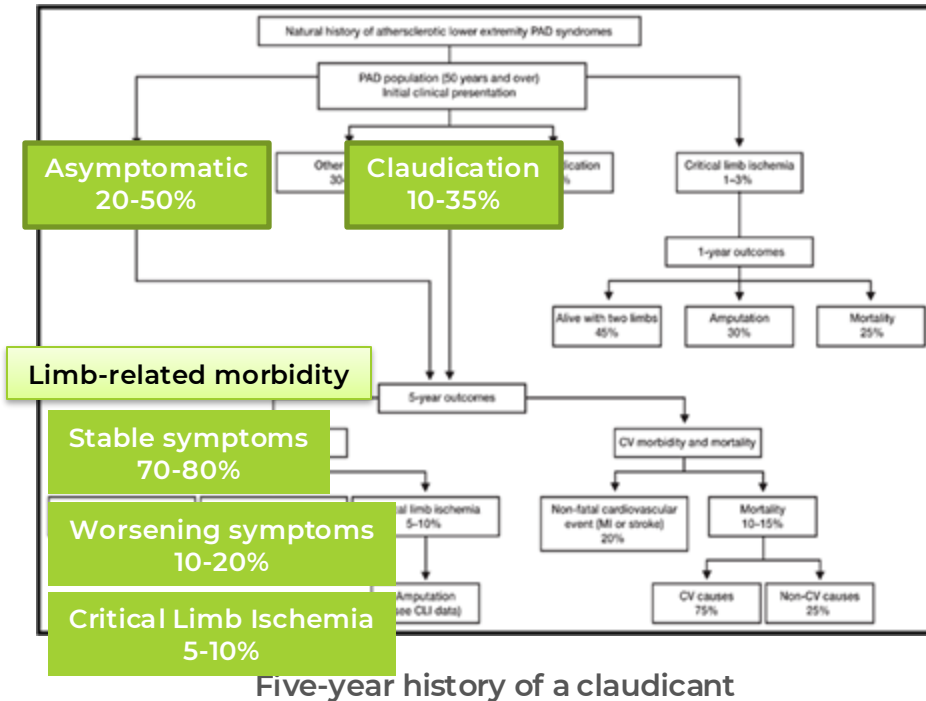 Natural history of athersclerotic lower extremity PAD syndromes
PAD population (50 years and over)
Initial clinical presentation
Asymptomatic
20-50%
Other
30-
Claudication
10-35%
Critical limb ischemia
1–3%
1-year outcomes
Alive with two limbs
45%
Amputation
30%
Mortality
25%
Limb-related morbidity
5-year outcomes
Stable symptoms
70-80%
CV morbidity and mortality
Worsening symptoms
10-20%
limb ischemia
5–10%
Non-fatal cardiovascular
event (MI or stroke)
20%
Mortality
10–15%
Critical Limb Ischemia
5-10%
Amputation
see CLI data)
CV causes
75%
Non-CV causes
25%
Five-year history of a claudicant